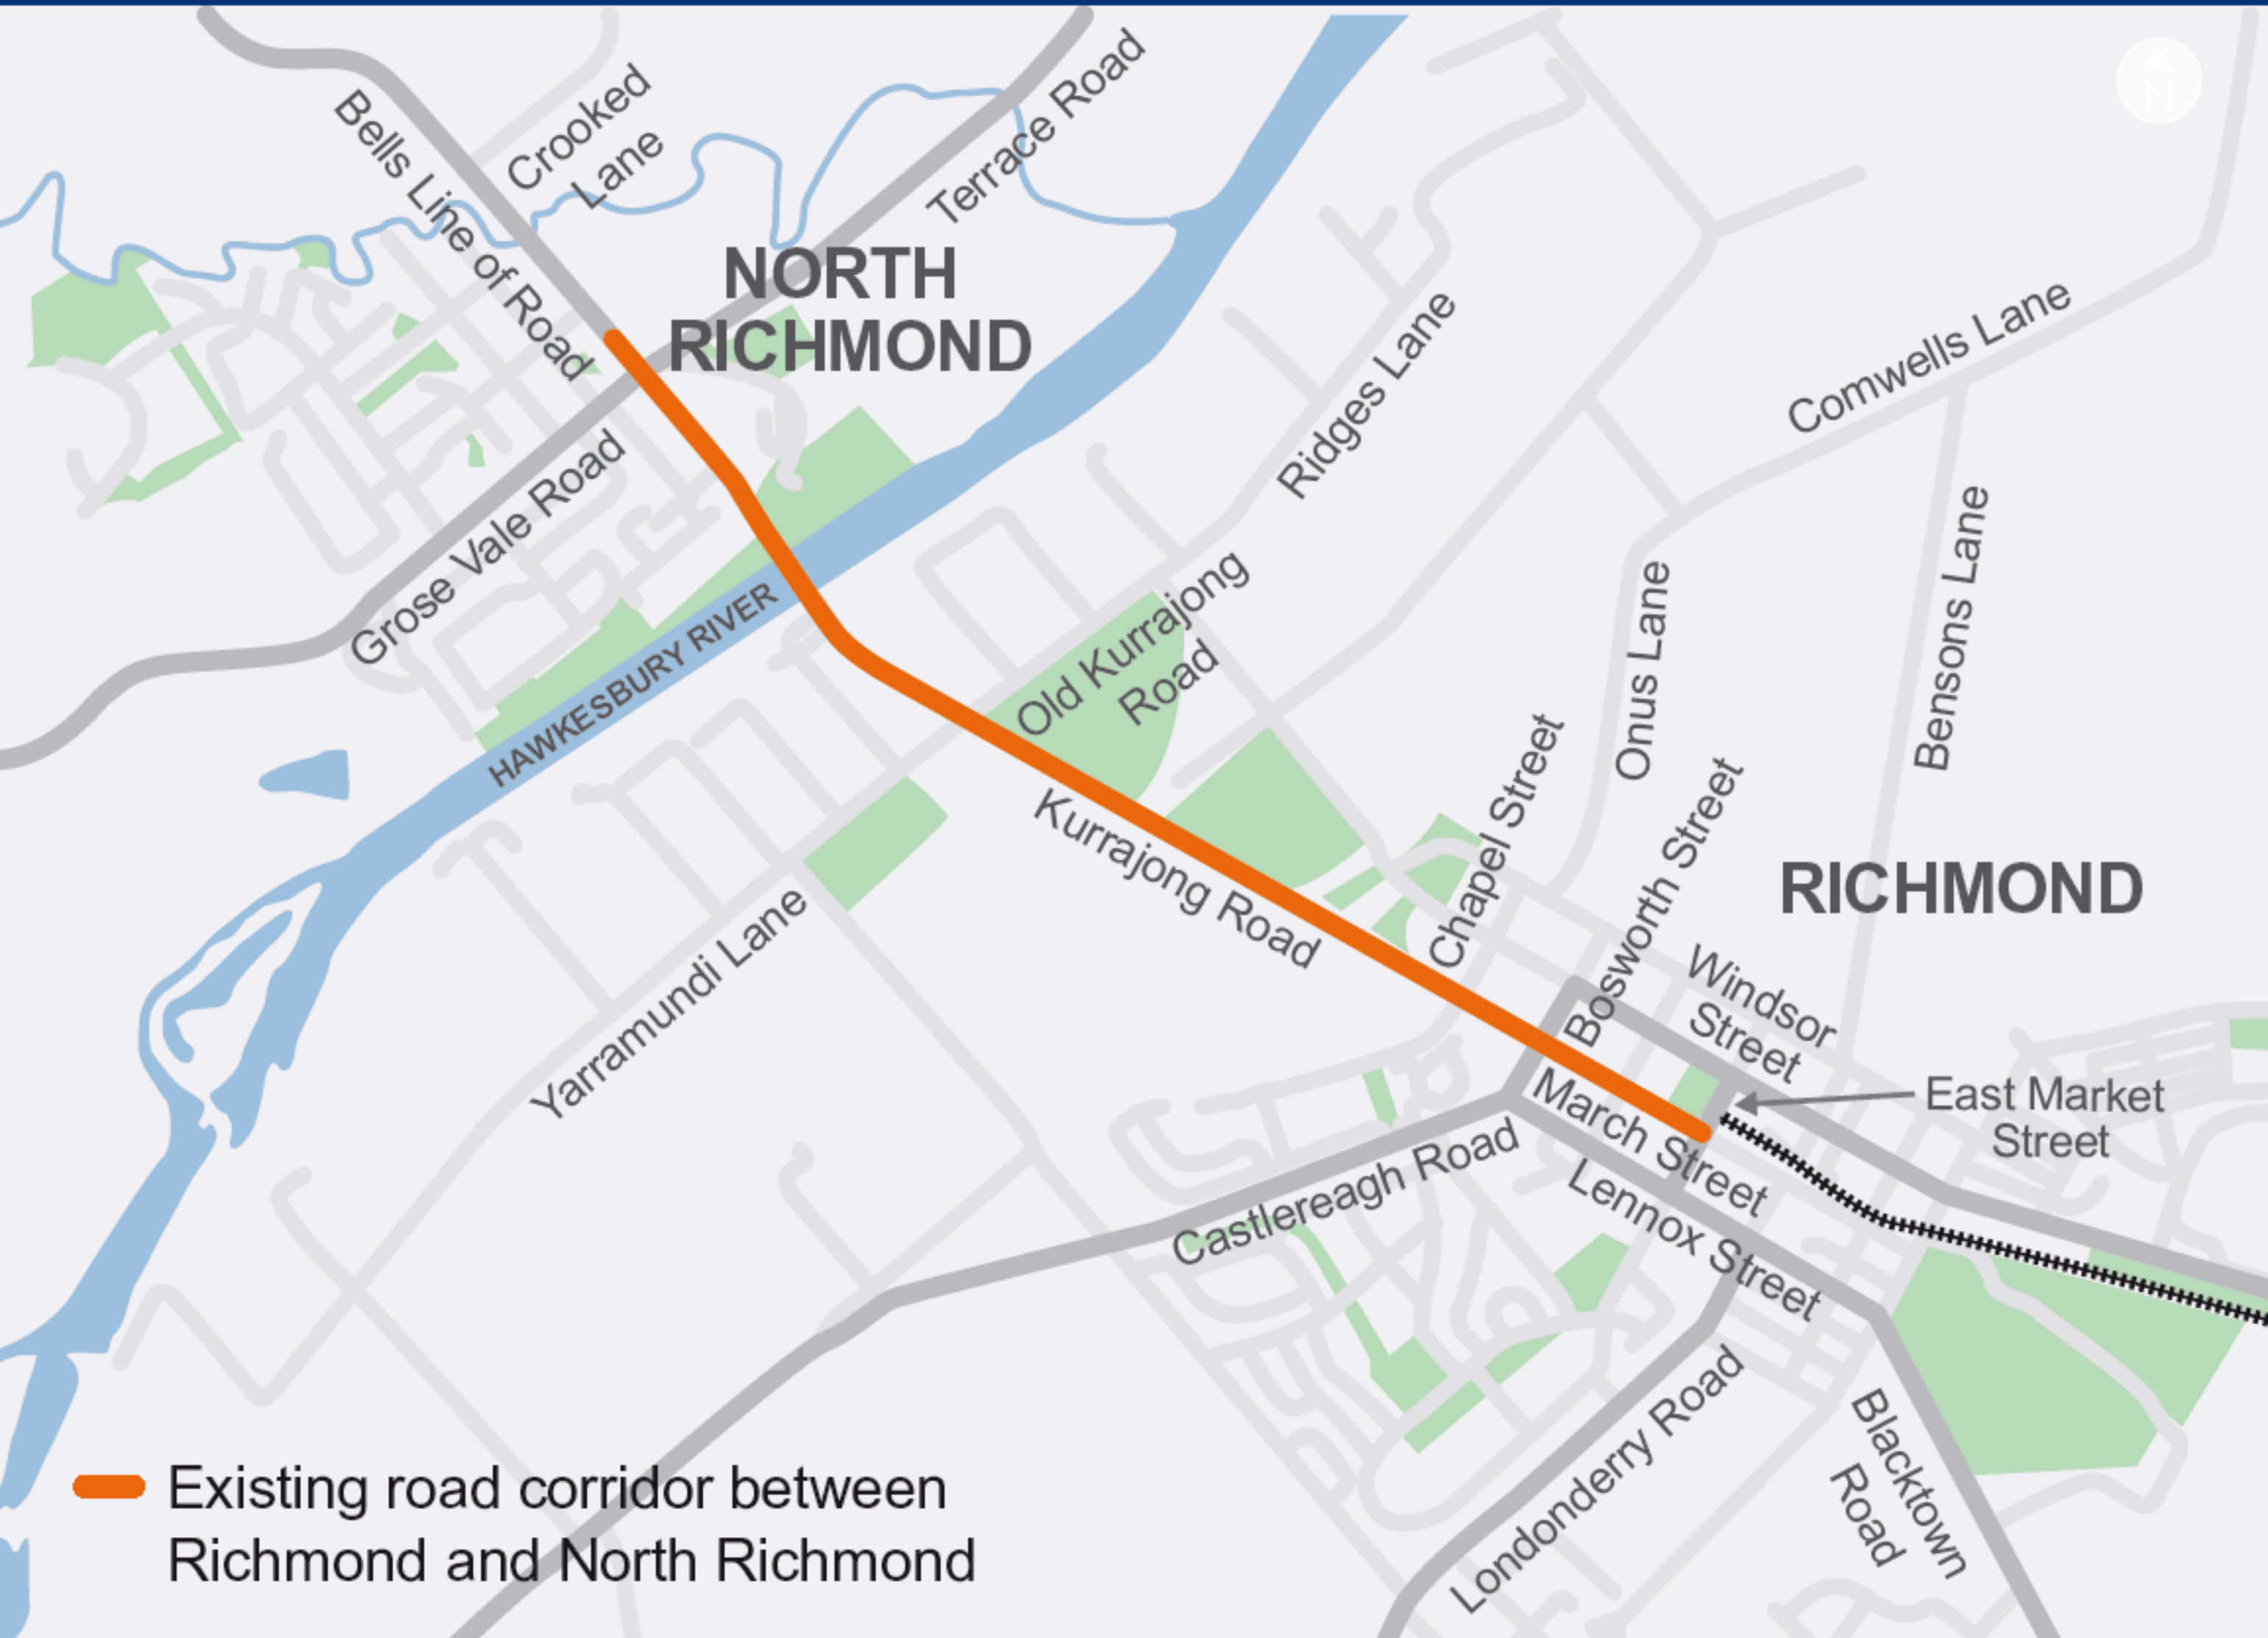 Crooked
Lane
Bells Line of Road
Terrace Road
N
NORTH
RICHMOND
Grose Vale Road
HAWKESBURY RIVER
Ridges Lane
Comwells Lane
Old Kurrajong
Road
Onus Lane
Bensons Lane
Kurrajong Road
Chapel Street
Bosworth Street
RICHMOND
Windsor
Street
Yarramundi Lane
East Market
Street
March Street
Castlereagh Road
Lennox Street
Londonderry Road
Blacktown
Road
Existing road corridor between
Richmond and North Richmond